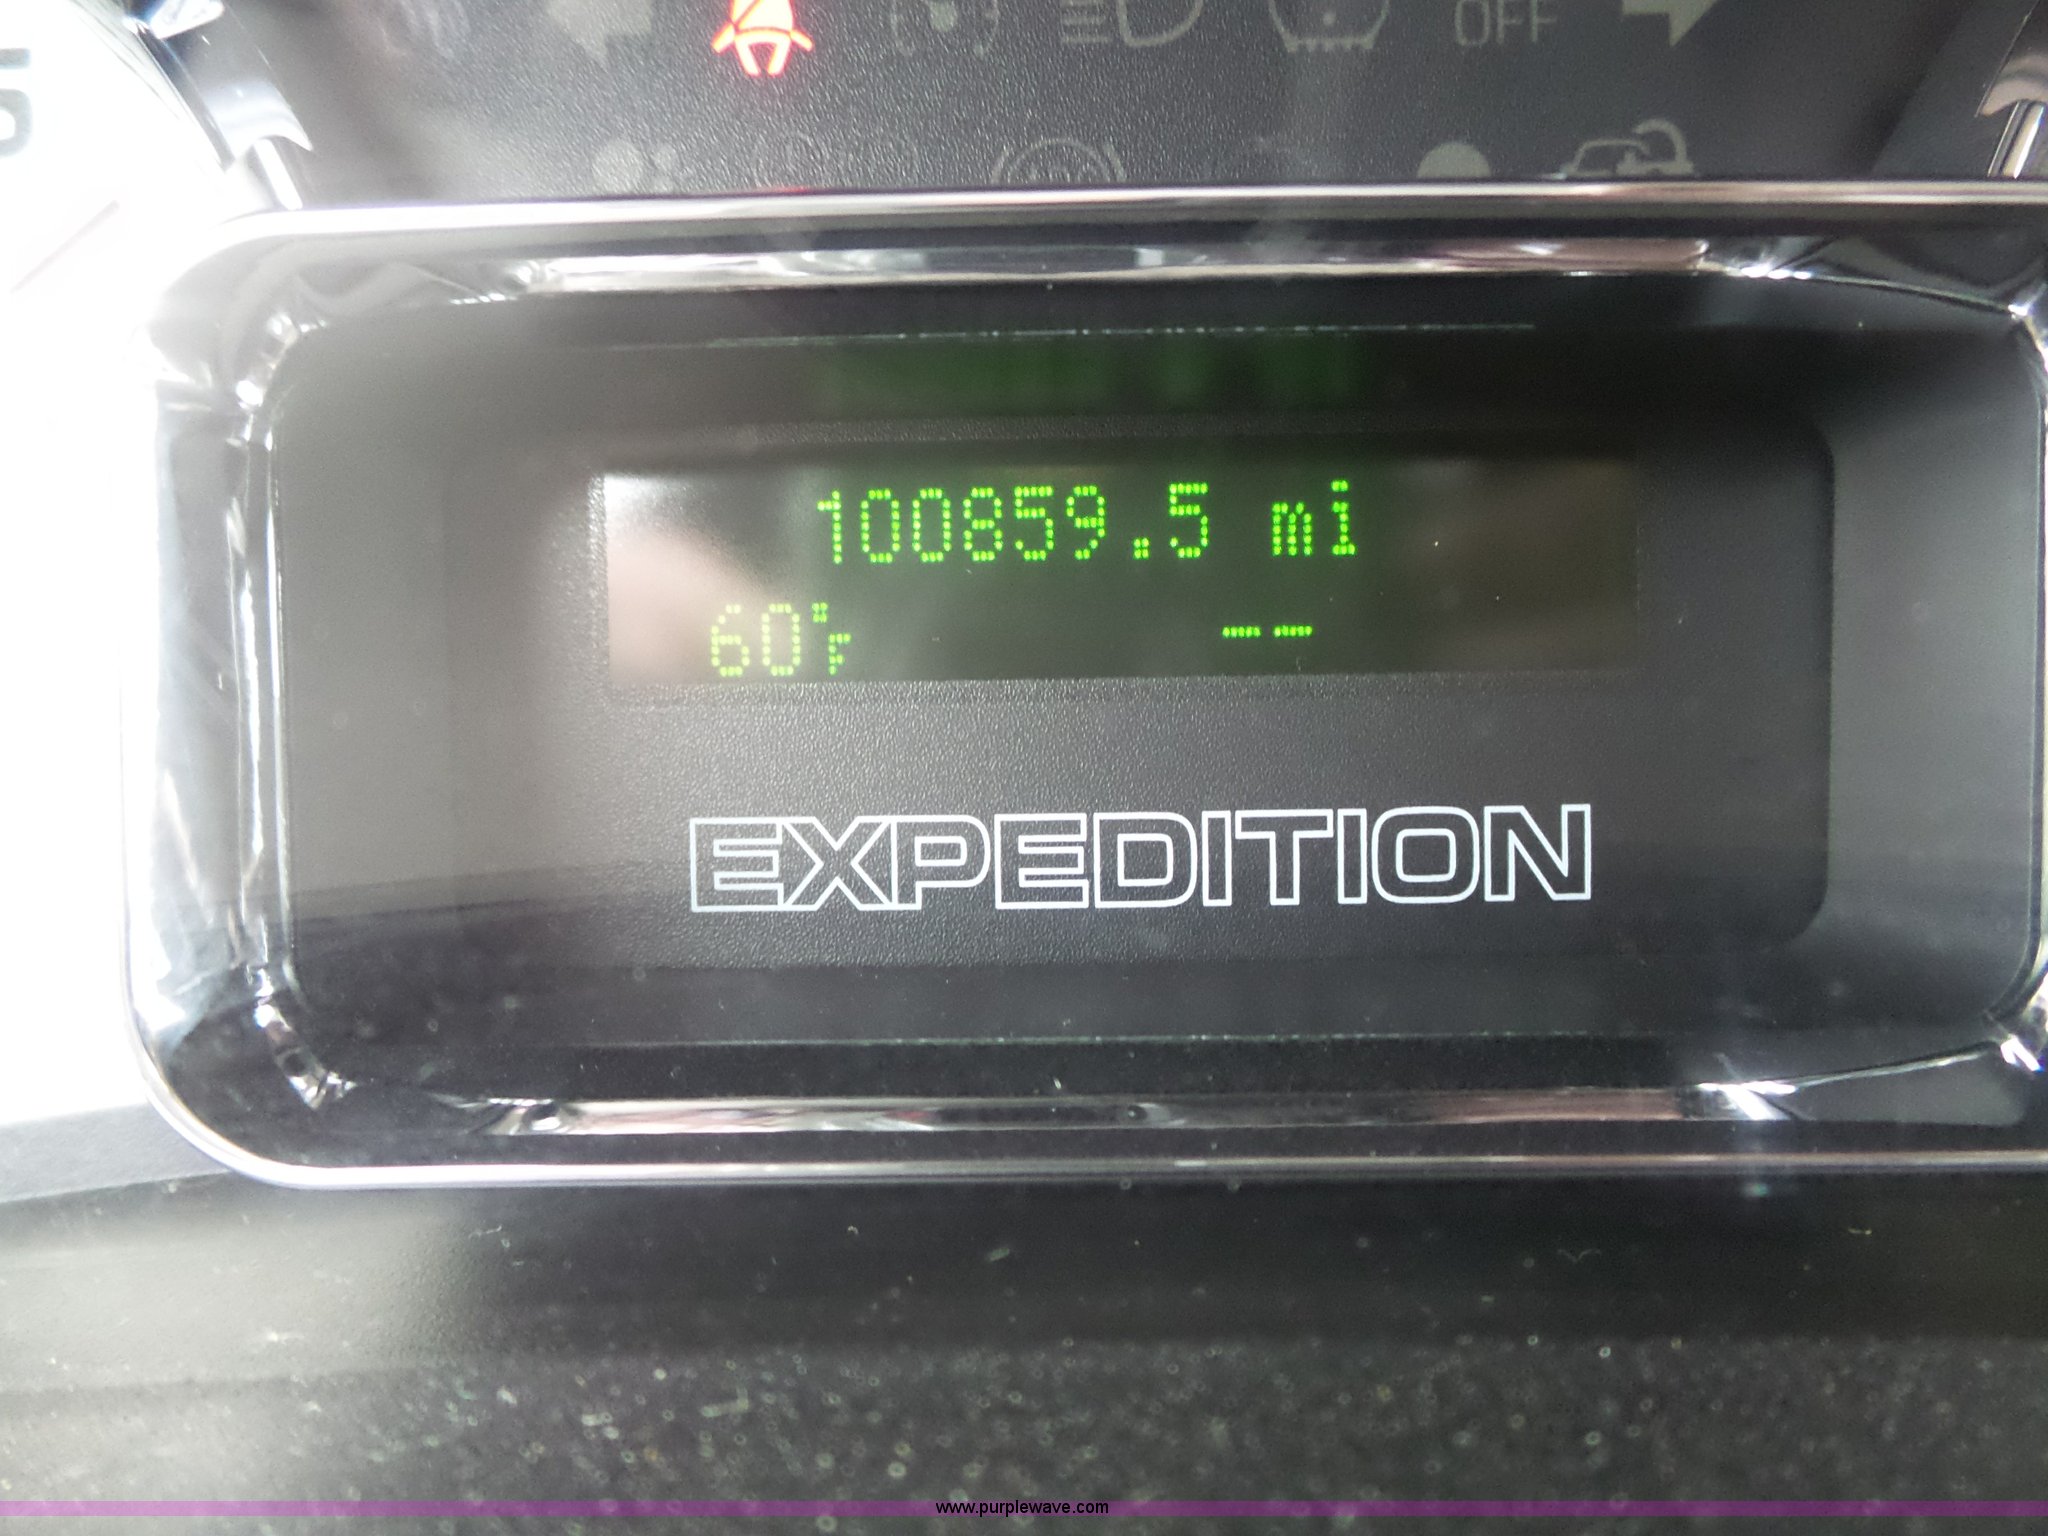 OFF
100859.5 mi
60°F --
EXPEDITION
www.purplewave.com